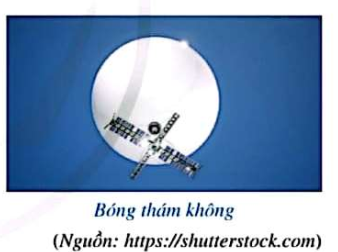 Bóng thám không
(Nguồn: https://shutterstock.com)